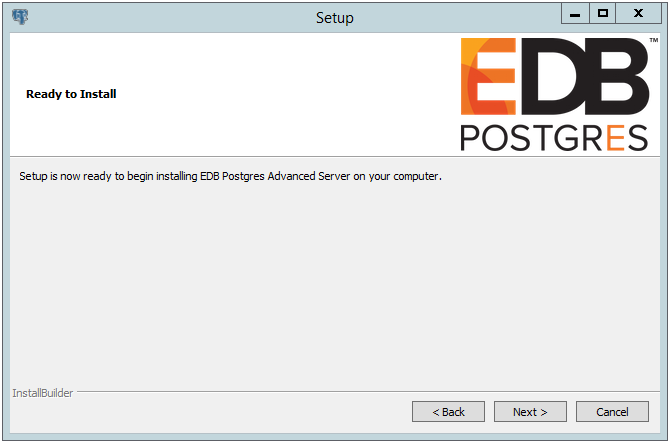 Setup
EDB™
POSTGRES
Ready to Install
Setup is now ready to begin installing EDB Postgres Advanced Server on your computer.
InstallBuilder
< Back
Next >
Cancel